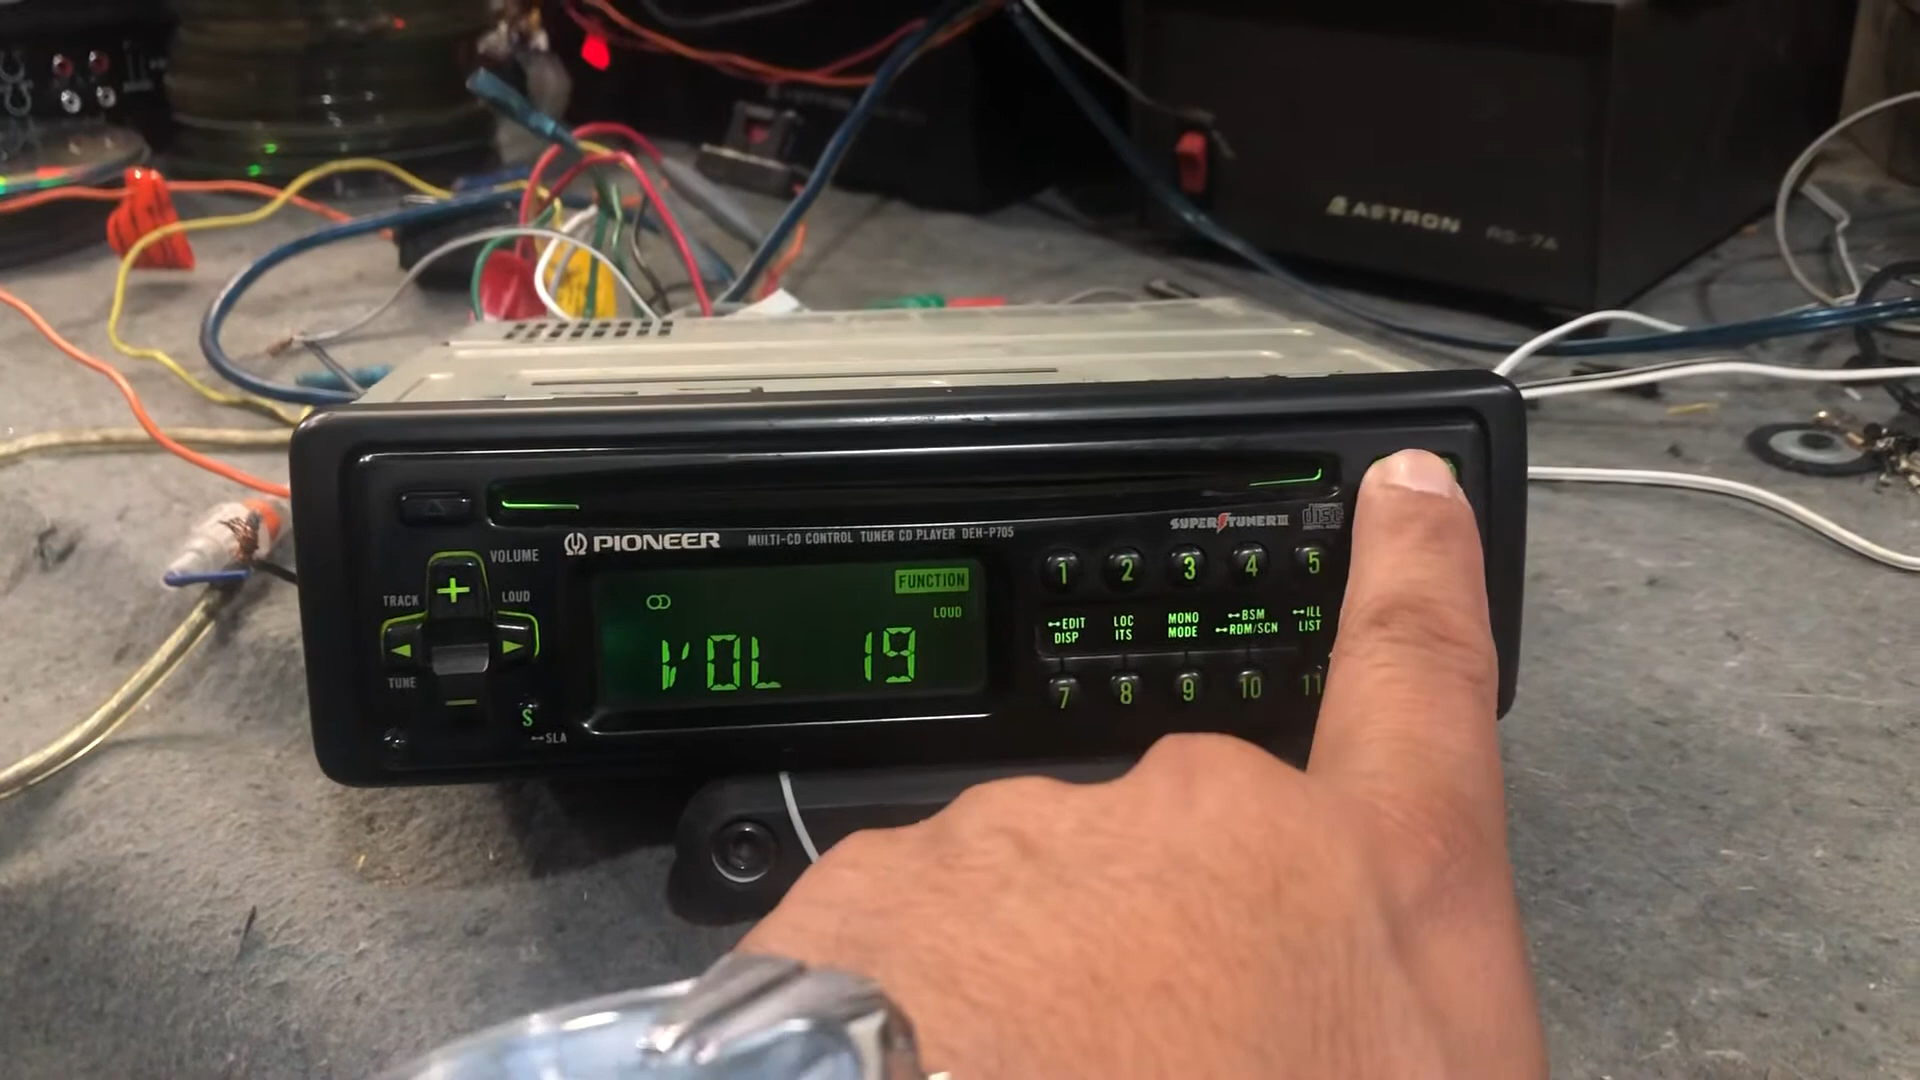 ASTRON RS-7A
PIONEER MULTI-CD CONTROL TUNER CD PLAYER DEH-P705
SUPER TUNER III
disc
VOLUME
TRACK
LOUD
TUNE
S
SLA
FUNCTION
LOUD
VOL 19
1 2 3 4 5
EDIT LOC MONO BSM ILL
DISP ITS MODE RDM/SCN LIST
7 8 9 10 11